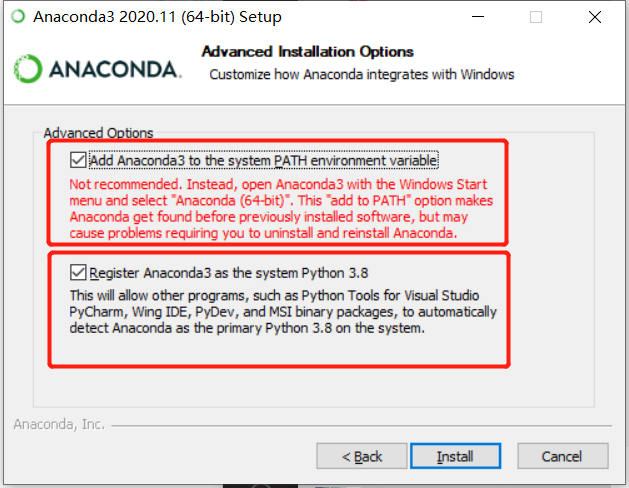 Anaconda3 2020.11 (64-bit) Setup
Advanced Installation Options
Customize how Anaconda integrates with Windows
ANACONDA.
Advanced Options
Add Anaconda3 to the system PATH environment variable
Not recommended. Instead, open Anaconda3 with the Windows Start
menu and select "Anaconda (64-bit)". This "add to PATH" option makes
Anaconda get found before previously installed software, but may
cause problems requiring you to uninstall and reinstall Anaconda.
Register Anaconda3 as the system Python 3.8
This will allow other programs, such as Python Tools for Visual Studio
PyCharm, Wing IDE, PyDev, and MSI binary packages, to automatically
detect Anaconda as the primary Python 3.8 on the system.
Anaconda, Inc.
< Back
Install
Cancel